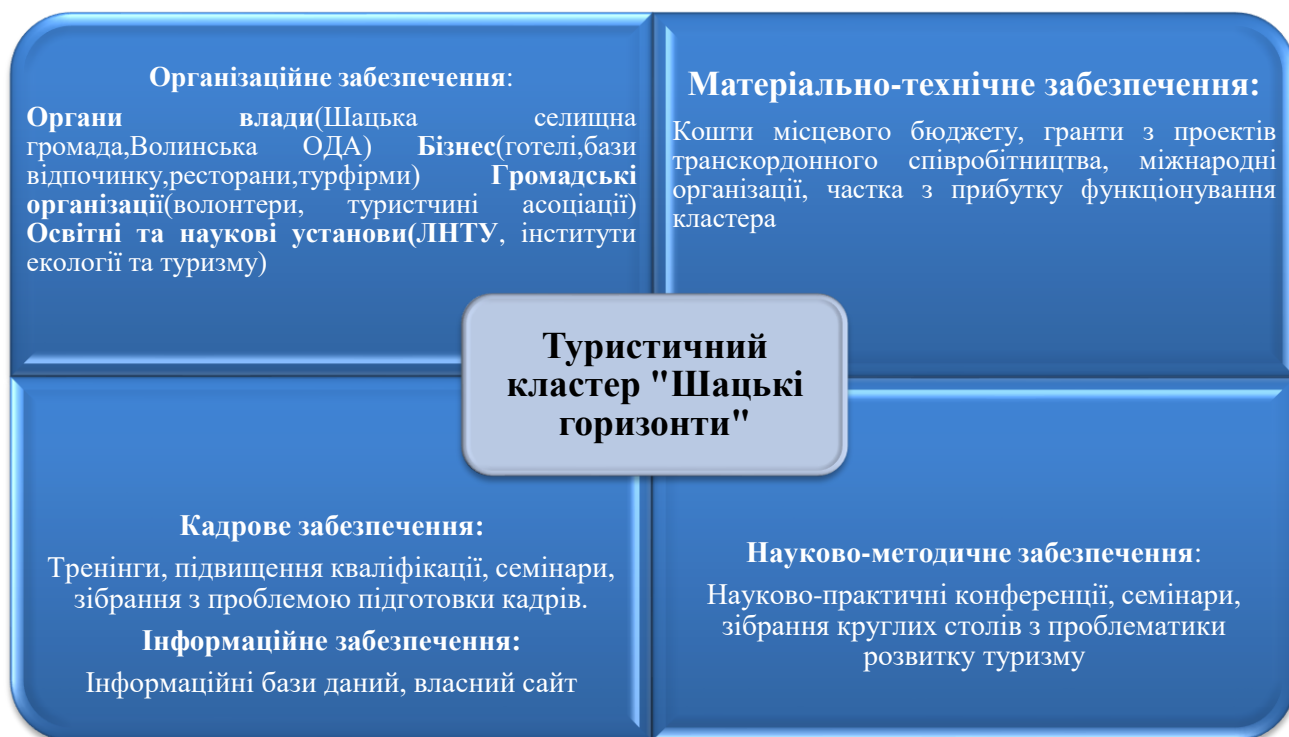 Організаційне забезпечення:
Органи влади(Шацька селищна
громада,Волинська ОДА) Бізнес(готелі,бази
відпочинку,ресторани,турфірми) Громадські
організації(волонтери, туристчині асоціації)
Освітні та наукові установи(ЛНТУ, інститути
екології та туризму)
Матеріально-технічне забезпечення:
Кошти місцевого бюджету, гранти з проектів
транскордонного співробітництва, міжнародні
організації, частка з прибутку функціонування
кластера
Туристичний
кластер "Шацькі
горизонти"
Кадрове забезпечення:
Тренінги, підвищення кваліфікації, семінари,
зібрання з проблемою підготовки кадрів.
Інформаційне забезпечення:
Інформаційні бази даний, власний сайт
Науково-методичне забезпечення:
Науково-практичні конференції, семінари,
зібрання круглих столів з проблематики
розвитку туризму